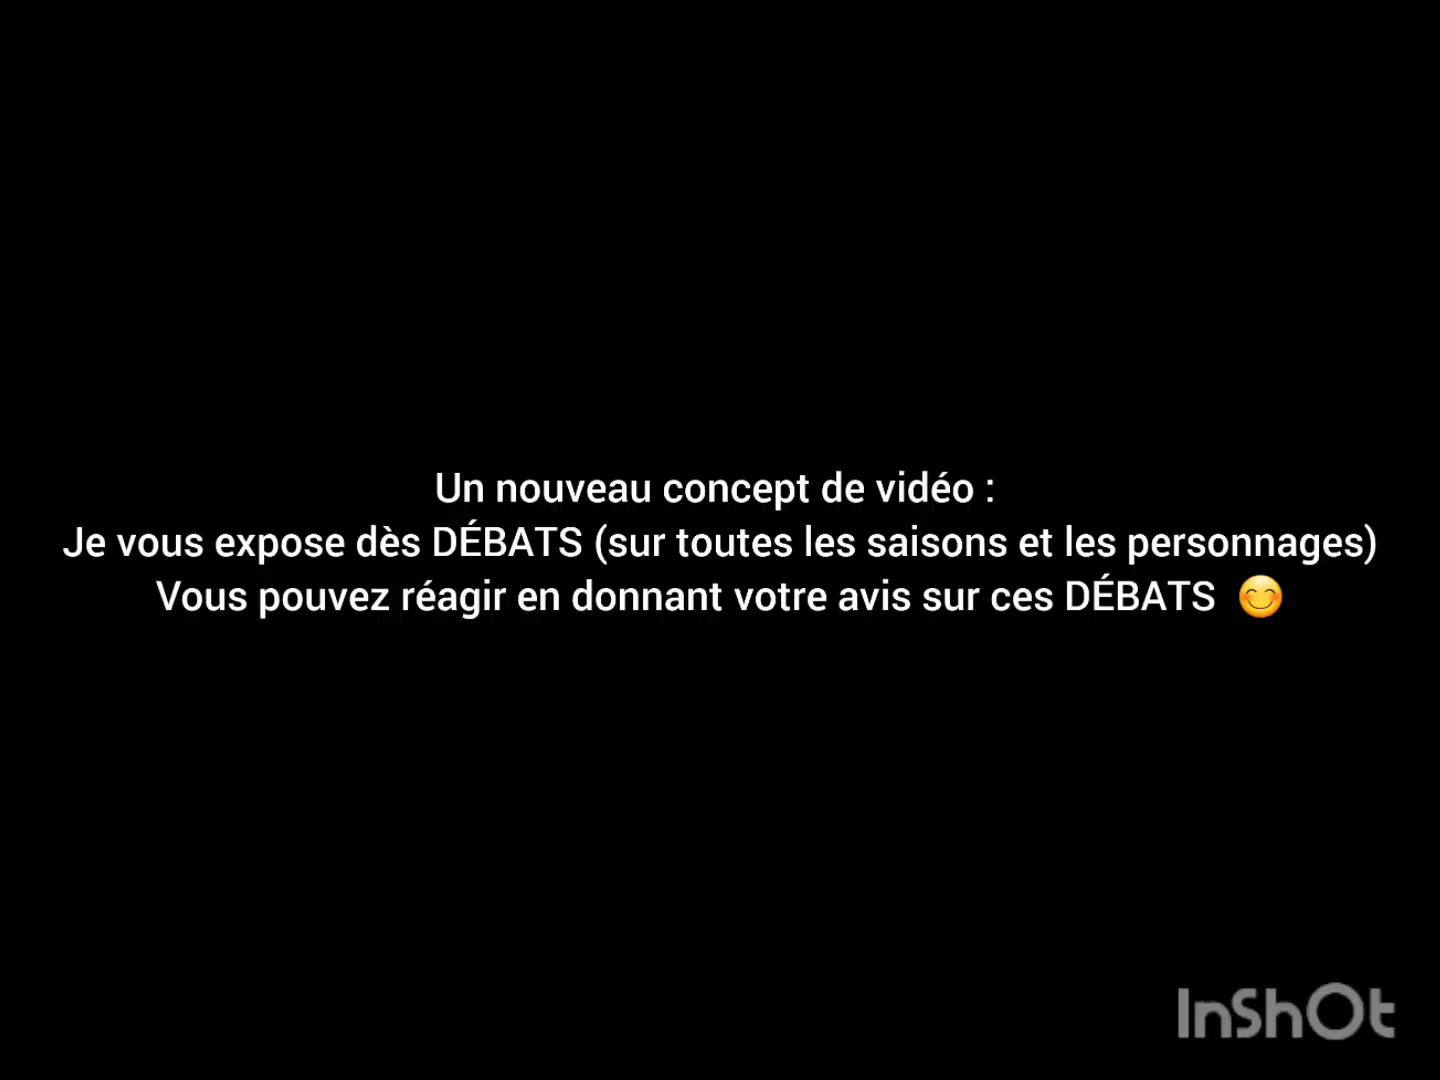 Un nouveau concept de vidéo :
Je vous expose dès DÉBATS (sur toutes les saisons et les personnages)
Vous pouvez réagir en donnant votre avis sur ces DÉBATS 😊
InShOt